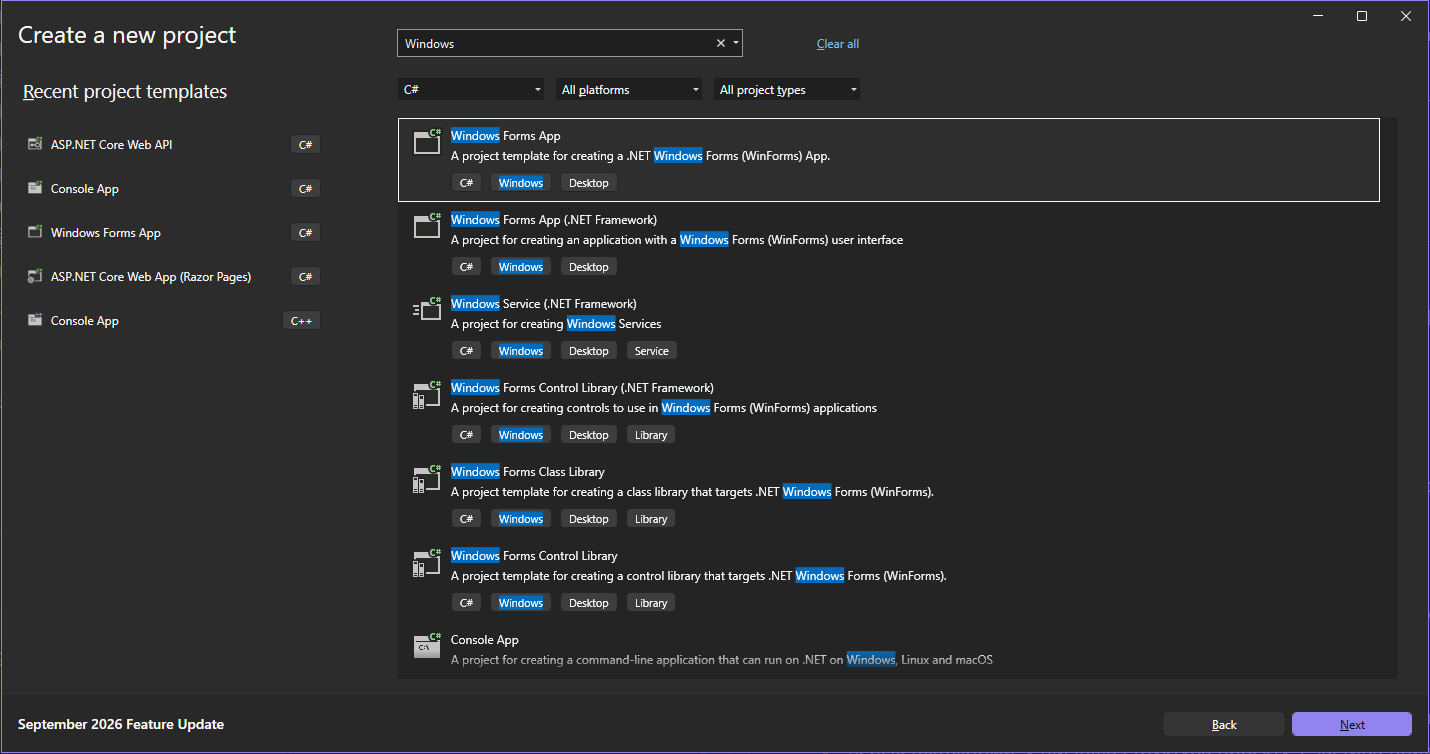 Create a new project
Windows
Clear all
Recent project templates
C#
All platforms
All project types
ASP.NET Core Web API
C#
Console App
C#
Windows Forms App
C#
ASP.NET Core Web App (Razor Pages)
C#
Console App
C++
C#
Windows Forms App
A project template for creating a .NET Windows Forms (WinForms) App.
C#
Windows
Desktop
C#
Windows Forms App (.NET Framework)
A project for creating an application with a Windows Forms (WinForms) user interface
C#
Windows
Desktop
C#
Windows Service (.NET Framework)
A project for creating Windows Services
C#
Windows
Desktop
Service
C#
Windows Forms Control Library (.NET Framework)
A project for creating controls to use in Windows Forms (WinForms) applications
C#
Windows
Desktop
Library
C#
Windows Forms Class Library
A project template for creating a class library that targets .NET Windows Forms (WinForms).
C#
Windows
Desktop
Library
C#
Windows Forms Control Library
A project template for creating a control library that targets .NET Windows Forms (WinForms).
C#
Windows
Desktop
Library
C#
C:\
Console App
A project for creating a command-line application that can run on .NET on Windows, Linux and macOS
September 2026 Feature Update
Back
Next